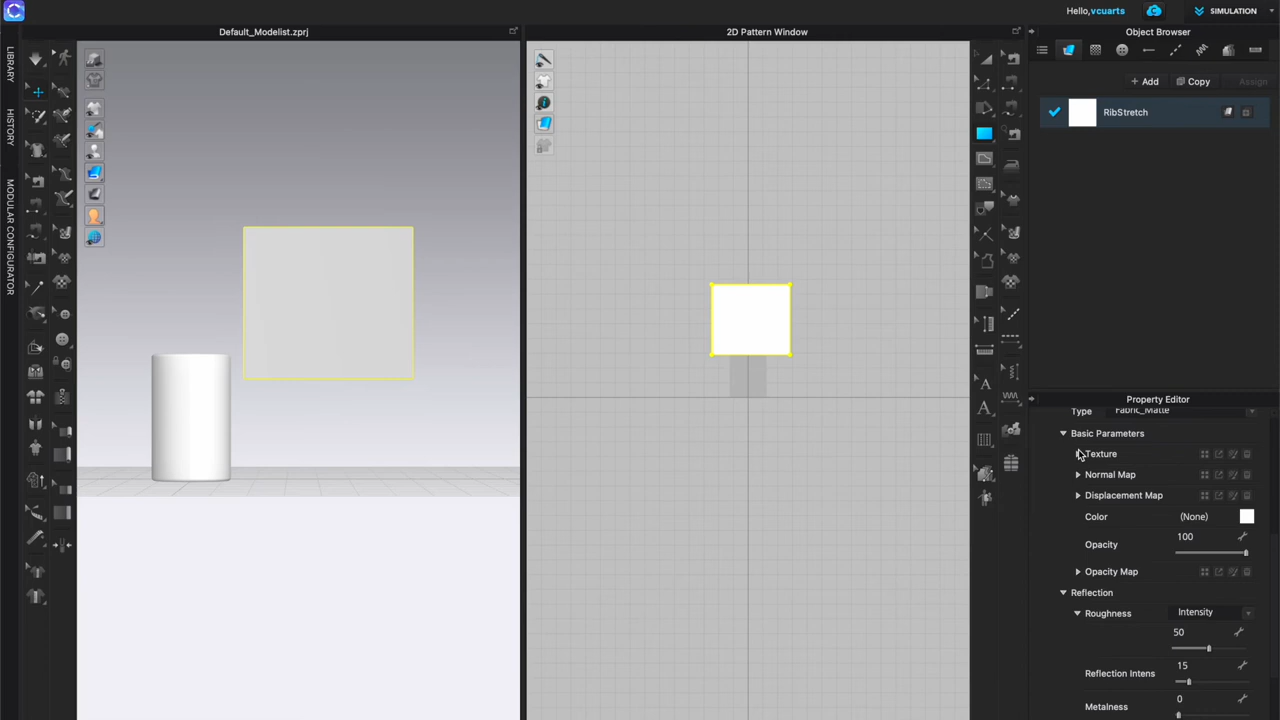 Hello,vcuarts
SIMULATION
Default_Modelist.zprj
2D Pattern Window
Object Browser
LIBRARY
HISTORY
MODULAR CONFIGURATOR
+ Add
Copy
Assign
RibStretch
Property Editor
Type Fabric_Matte
Basic Parameters
Texture
Normal Map
Displacement Map
Color (None)
Opacity 100
Opacity Map
Reflection
Roughness Intensity
50
Reflection Intens 15
Metalness 0